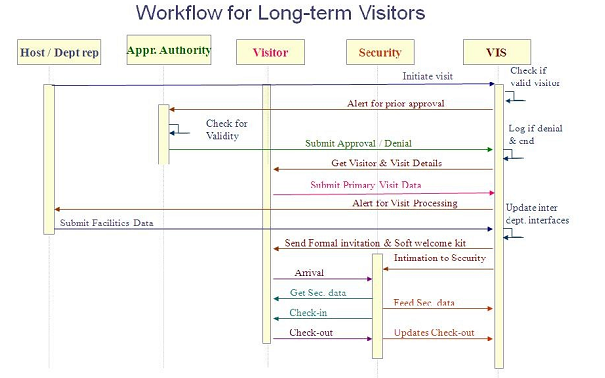 Workflow for Long-term Visitors
Host / Dept rep
Appr. Authority
Visitor
Security
VIS
Initiate visit
Check if
valid visitor
Alert for prior approval
Check for
Validity
Log if denial
& end
Submit Approval / Denial
Get Visitor & Visit Details
Submit Primary Visit Data
Alert for Visit Processing
Update inter
dept. interfaces
Submit Facilities Data
Send Formal invitation & Soft welcome kit
Intimation to Security
Arrival
Get Sec. data
Feed Sec. data
Check-in
Check-out
Updates Check-out